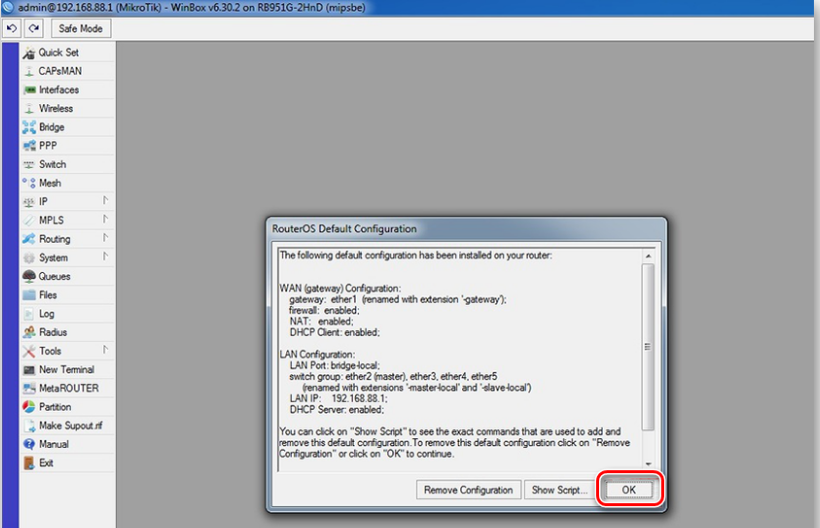 admin@192.168.88.1 (MikroTik) - WinBox v6.30.2 on RB951G-2HnD (mipsbe)
Safe Mode
Quick Set
CAPsMAN
Interfaces
Wireless
Bridge
PPP
Switch
Mesh
IP
MPLS
Routing
System
Queues
Files
Log
Radius
Tools
New Terminal
MetaROUTER
Partition
Make Supout.rif
Manual
Exit
RouterOS Default Configuration
The following default configuration has been installed on your router:
WAN (gateway) Configuration:
gateway: ether1 (renamed with extension '-gateway');
firewall: enabled;
NAT: enabled;
DHCP Client: enabled;
LAN Configuration:
LAN Port: bridge-local;
switch group: ether2 (master), ether3, ether4, ether5
(renamed with extensions '-master-local' and '-slave-local')
LAN IP: 192.168.88.1;
DHCP Server: enabled;
You can click on "Show Script" to see the exact commands that are used to add and
remove this default configuration.To remove this default configuration click on "Remove
Configuration" or click on "OK" to continue.
Remove Configuration
Show Script...
OK